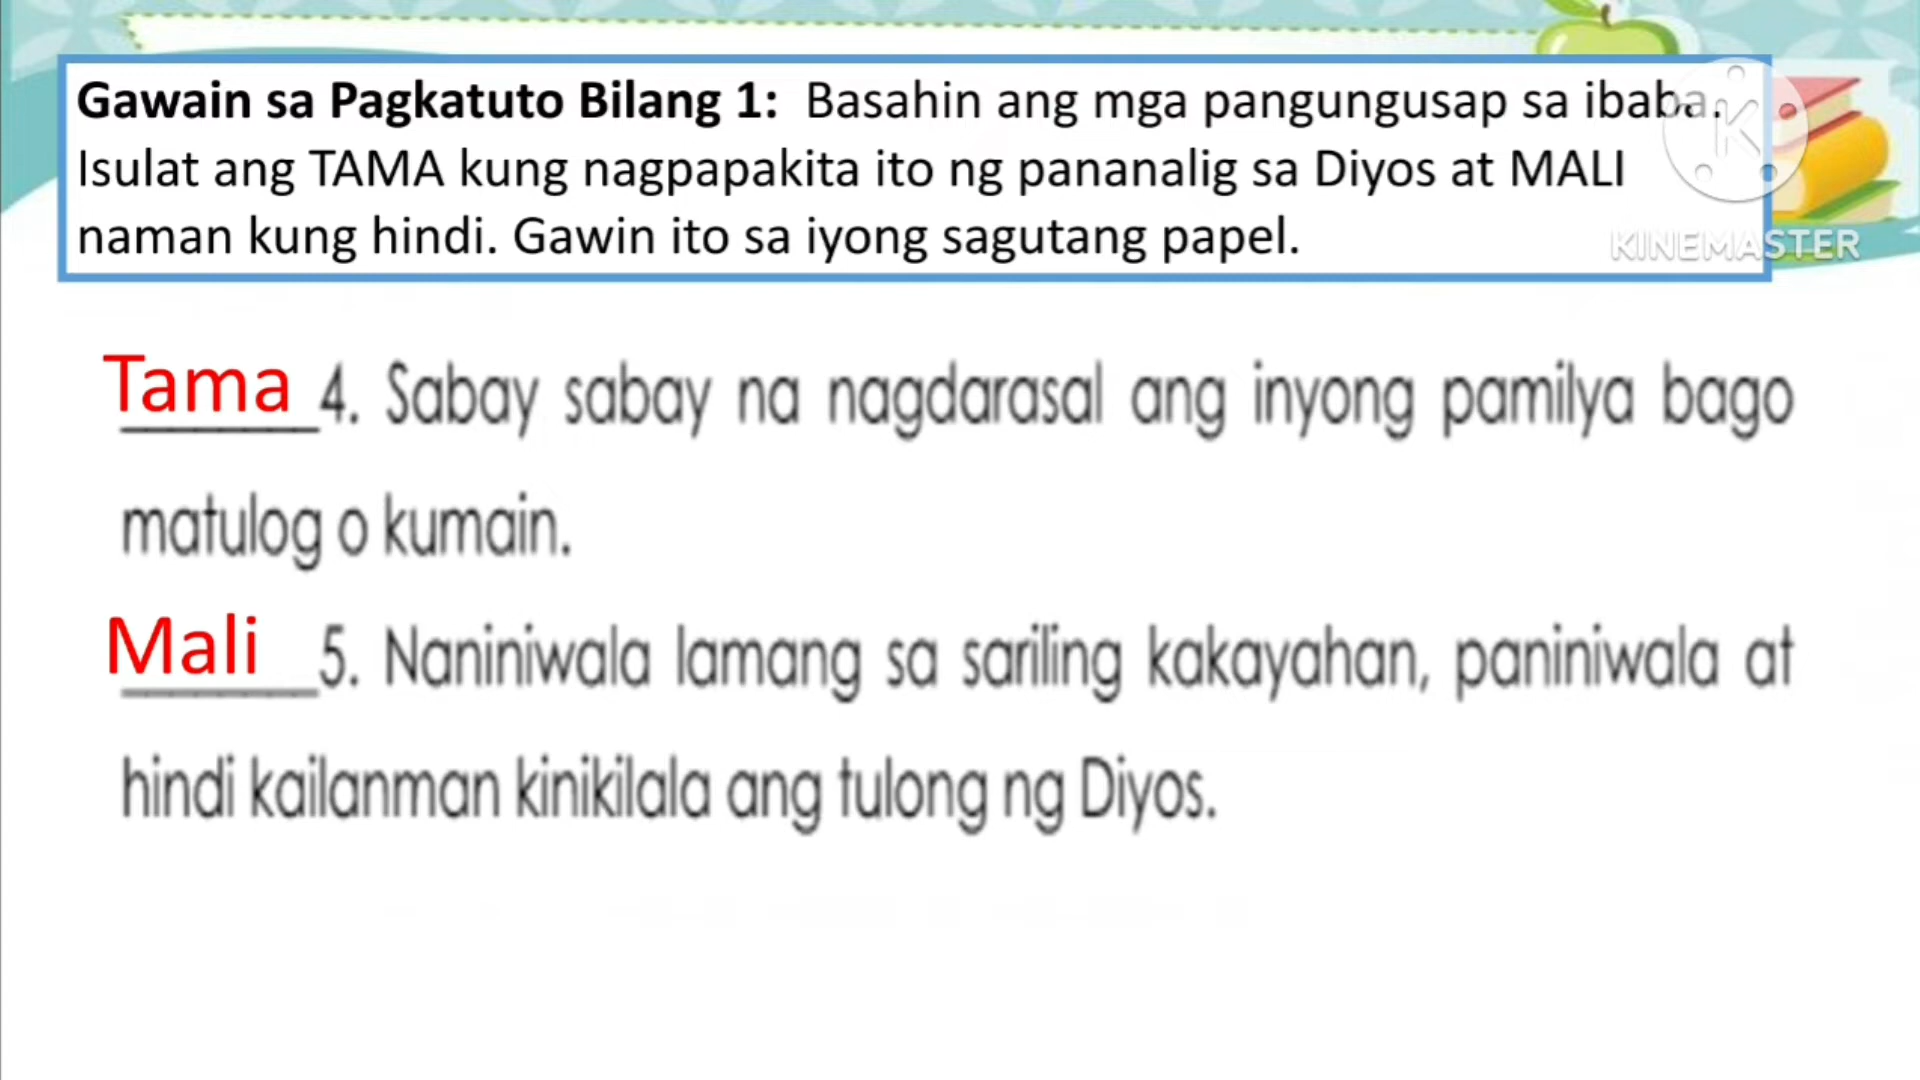 Gawain sa Pagkatuto Bilang 1: Basahin ang mga pangungusap sa ibaba.
Isulat ang TAMA kung nagpapakita ito ng pananalig sa Diyos at MALI
naman kung hindi. Gawin ito sa iyong sagutang papel.
KINEMASTER
Tama ________4. Sabay sabay na nagdarasal ang inyong pamilya bago
matulog o kumain.
Mali ________5. Naniniwala lamang sa sariling kakayahan, paniniwala at
hindi kailanman kinikilala ang tulong ng Diyos.